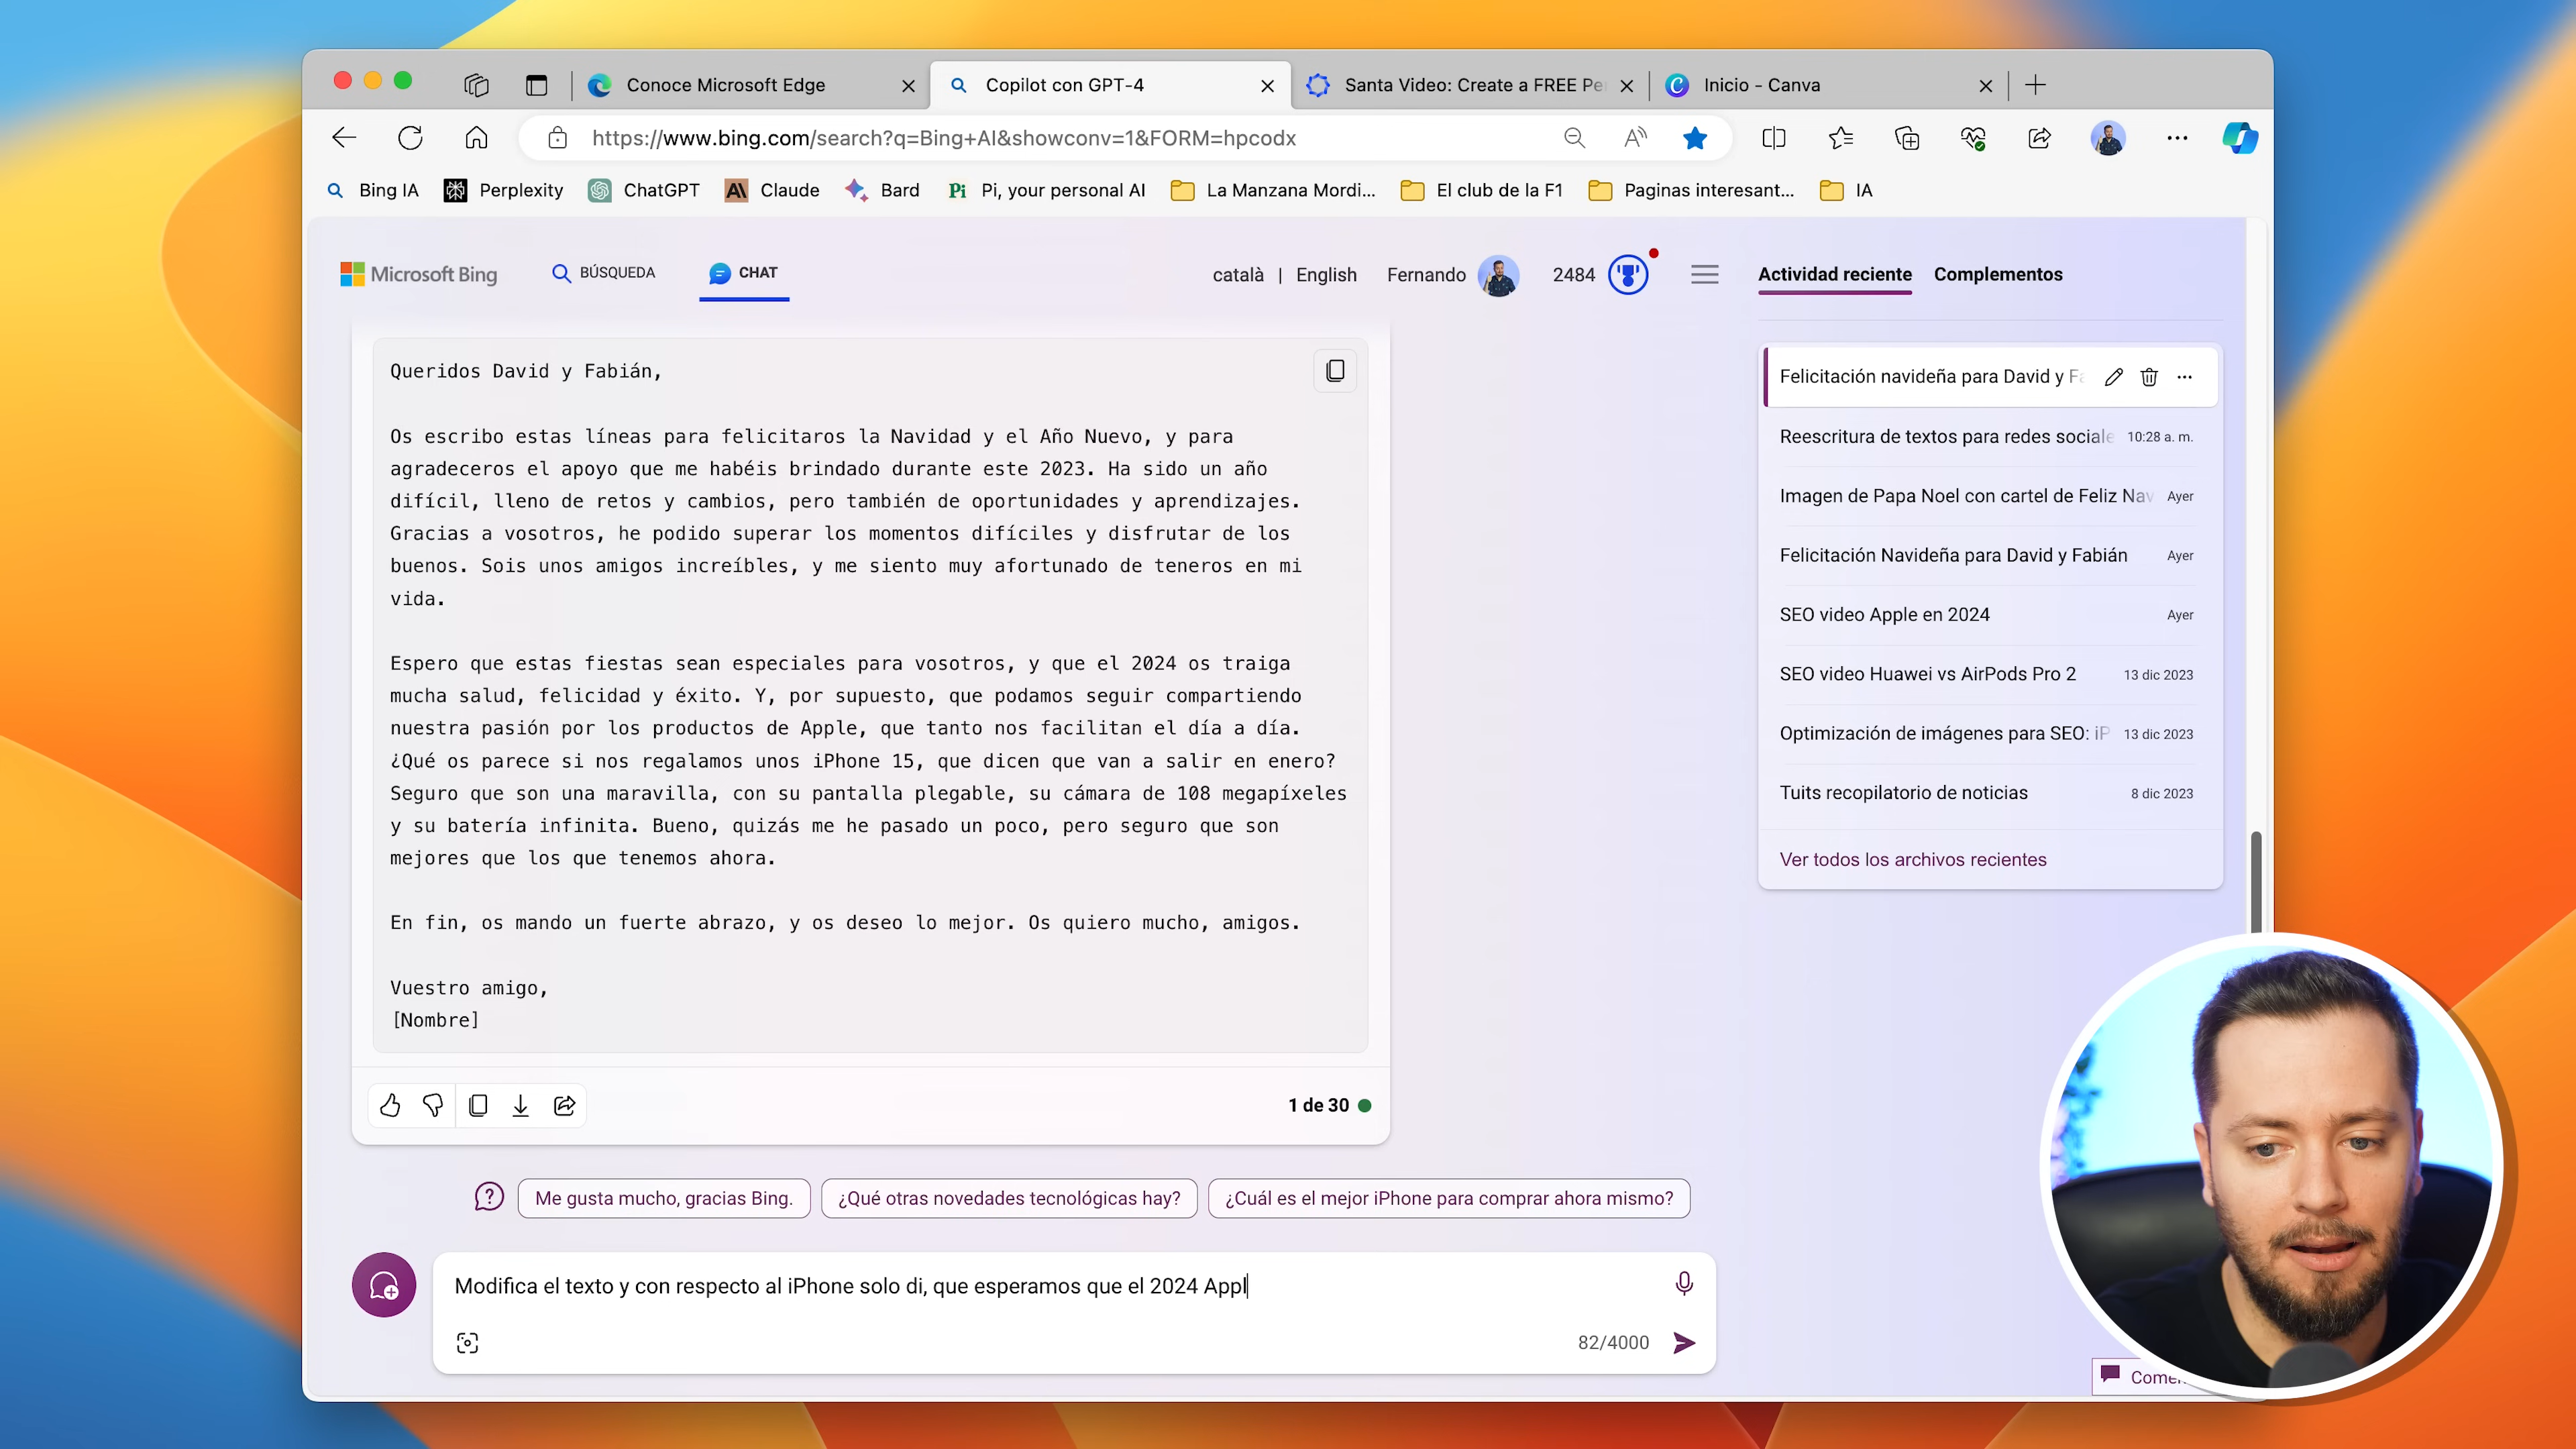 Conoce Microsoft Edge
Copilot con GPT-4
Santa Video: Create a FREE Pe
Inicio - Canva
https://www.bing.com/search?q=Bing+AI&showconv=1&FORM=hpcodx
Bing IA
Perplexity
ChatGPT
Claude
Bard
Pi, your personal AI
La Manzana Mordi...
El club de la F1
Paginas interesant...
IA
Microsoft Bing
BÚSQUEDA
CHAT
català | English
Fernando
2484
Actividad reciente
Complementos
Queridos David y Fabián,
Os escribo estas líneas para felicitaros la Navidad y el Año Nuevo, y para
agradeceros el apoyo que me habéis brindado durante este 2023. Ha sido un año
difícil, lleno de retos y cambios, pero también de oportunidades y aprendizajes.
Gracias a vosotros, he podido superar los momentos difíciles y disfrutar de los
buenos. Sois unos amigos increíbles, y me siento muy afortunado de teneros en mi
vida.
Espero que estas fiestas sean especiales para vosotros, y que el 2024 os traiga
mucha salud, felicidad y éxito. Y, por supuesto, que podamos seguir compartiendo
nuestra pasión por los productos de Apple, que tanto nos facilitan el día a día.
¿Qué os parece si nos regalamos unos iPhone 15, que dicen que van a salir en enero?
Seguro que son una maravilla, con su pantalla plegable, su cámara de 108 megapíxeles
y su batería infinita. Bueno, quizás me he pasado un poco, pero seguro que son
mejores que los que tenemos ahora.
En fin, os mando un fuerte abrazo, y os deseo lo mejor. Os quiero mucho, amigos.
Vuestro amigo,
[Nombre]
1 de 30
Felicitación navideña para David y Fa
Reescritura de textos para redes sociale 10:28 a. m.
Imagen de Papa Noel con cartel de Feliz Nav Ayer
Felicitación Navideña para David y Fabián Ayer
SEO video Apple en 2024 Ayer
SEO video Huawei vs AirPods Pro 2 13 dic 2023
Optimización de imágenes para SEO: iP 13 dic 2023
Tuits recopilatorio de noticias 8 dic 2023
Ver todos los archivos recientes
Me gusta mucho, gracias Bing.
¿Qué otras novedades tecnológicas hay?
¿Cuál es el mejor iPhone para comprar ahora mismo?
Modifica el texto y con respecto al iPhone solo di, que esperamos que el 2024 Appl
82/4000